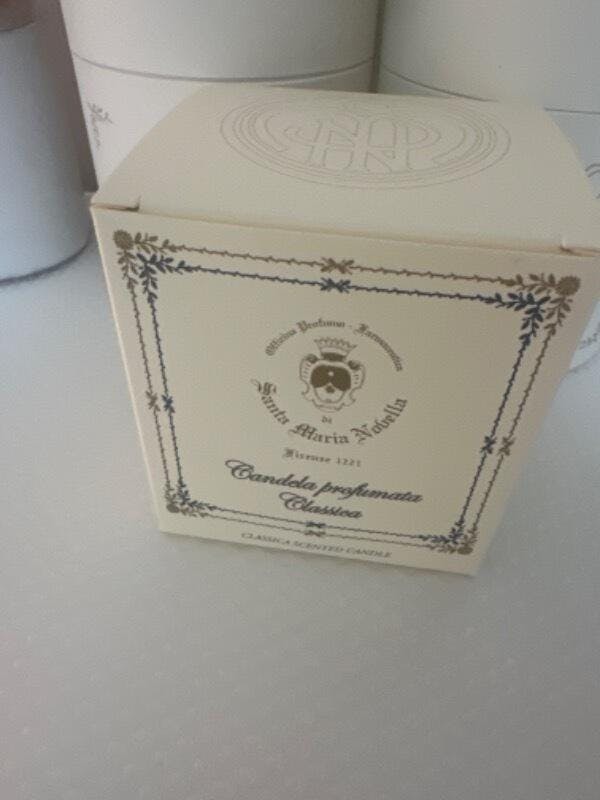 Officina Profumo - Farmaceutica
di
Santa Maria Novella
Firenze 1221
Candela profumata
Classica
CLASSICA SCENTED CANDLE